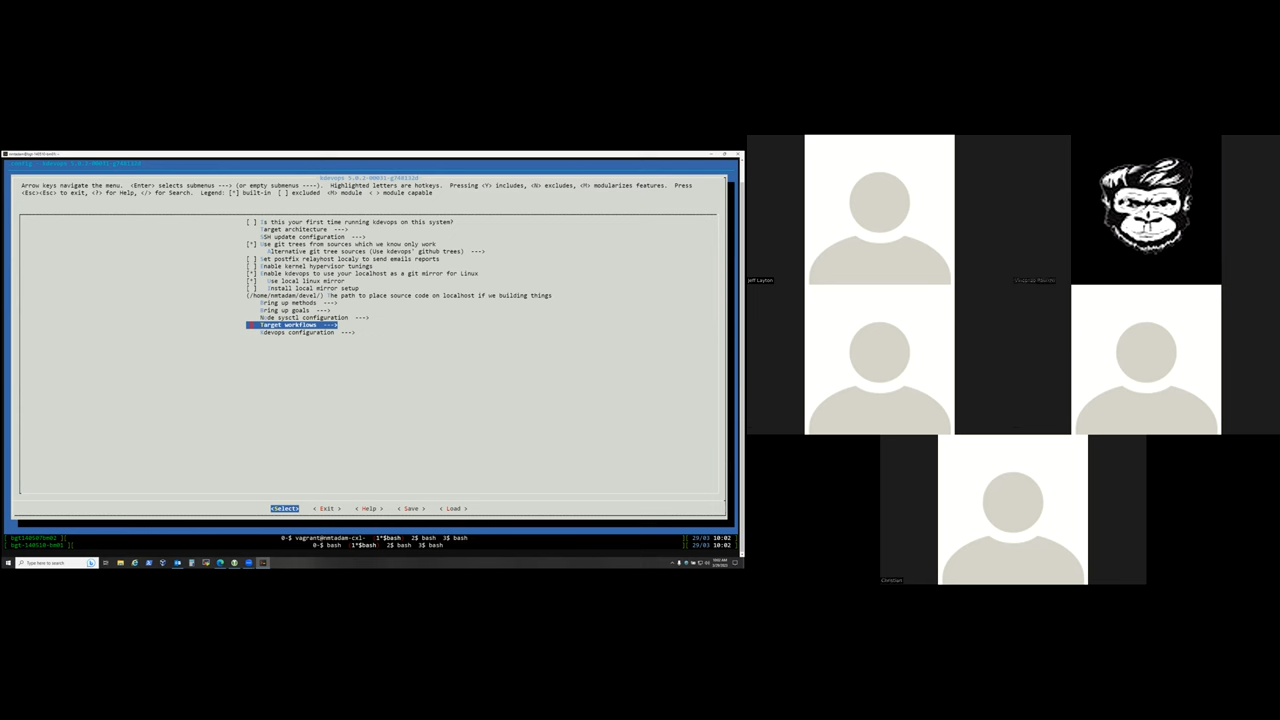 kdevops 5.0.2-00031-g748132d
Arrow keys navigate the menu. <Enter> selects submenus ---> (or empty submenus ----). Highlighted letters are hotkeys. Pressing <Y> includes, <N> excludes, <M> modularizes features. Press
<Esc><Esc> to exit, <?> for Help, </> for Search. Legend: [*] built-in [ ] excluded <M> module < > module capable
[ ] Is this your first time running kdevops on this system?
Target architecture --->
SSH update configuration --->
[*] Use git trees from sources which we know only work
Alternative git tree sources (Use kdevops' github trees) --->
[ ] Set postfix relayhost localy to send emails reports
[ ] Enable kernel hypervisor tunings
[*] Enable kdevops to use your localhost as a git mirror for Linux
[*] Use local linux mirror
[ ] Install local mirror setup
(/home/nmtadam/devel/) The path to place source code on localhost if we building things
Bring up methods --->
Bring up goals --->
Node sysctl configuration --->
Target workflows --->
Kdevops configuration --->
<Select> < Exit > < Help > < Save > < Load >
0-$ vagrant@nmtadam-cxl- 1*$bash 2$ bash 3$ bash ][ 29/03 10:02 ]
0-$ bash 1*$bash 2$ bash 3$ bash ][ 29/03 10:02 ]
Type here to search
Jeff Layton
Christian